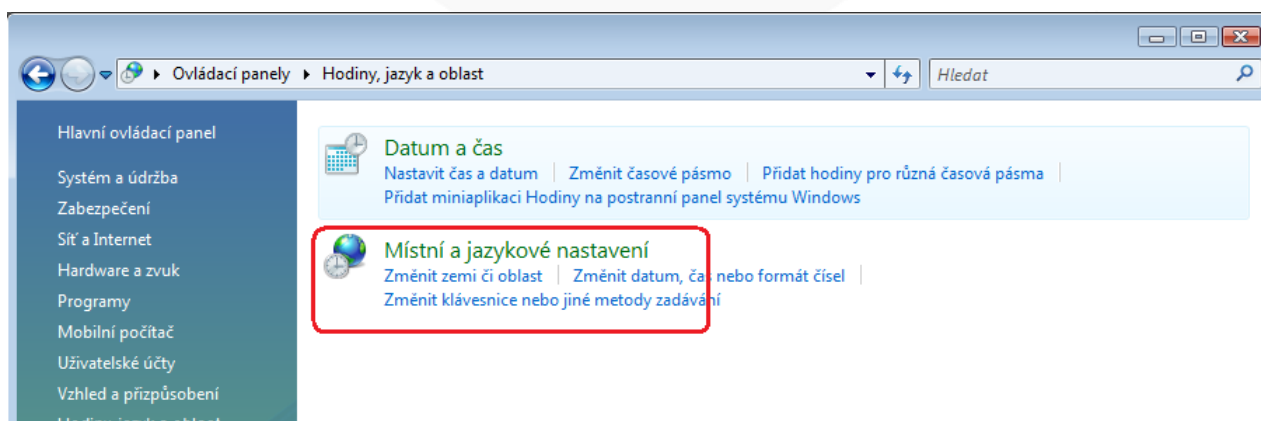 Ovládací panely Hodiny, jazyk a oblast Hledat
Hlavní ovládací panel
Systém a údržba
Zabezpečení
Síť a Internet
Hardware a zvuk
Programy
Mobilní počítač
Uživatelské účty
Vzhled a přizpůsobení
Datum a čas
Nastavit čas a datum Změnit časové pásmo Přidat hodiny pro různá časová pásma
Přidat miniaplikaci Hodiny na postranní panel systému Windows
Místní a jazykové nastavení
Změnit zemi či oblast Změnit datum, čas nebo formát čísel
Změnit klávesnice nebo jiné metody zadávání